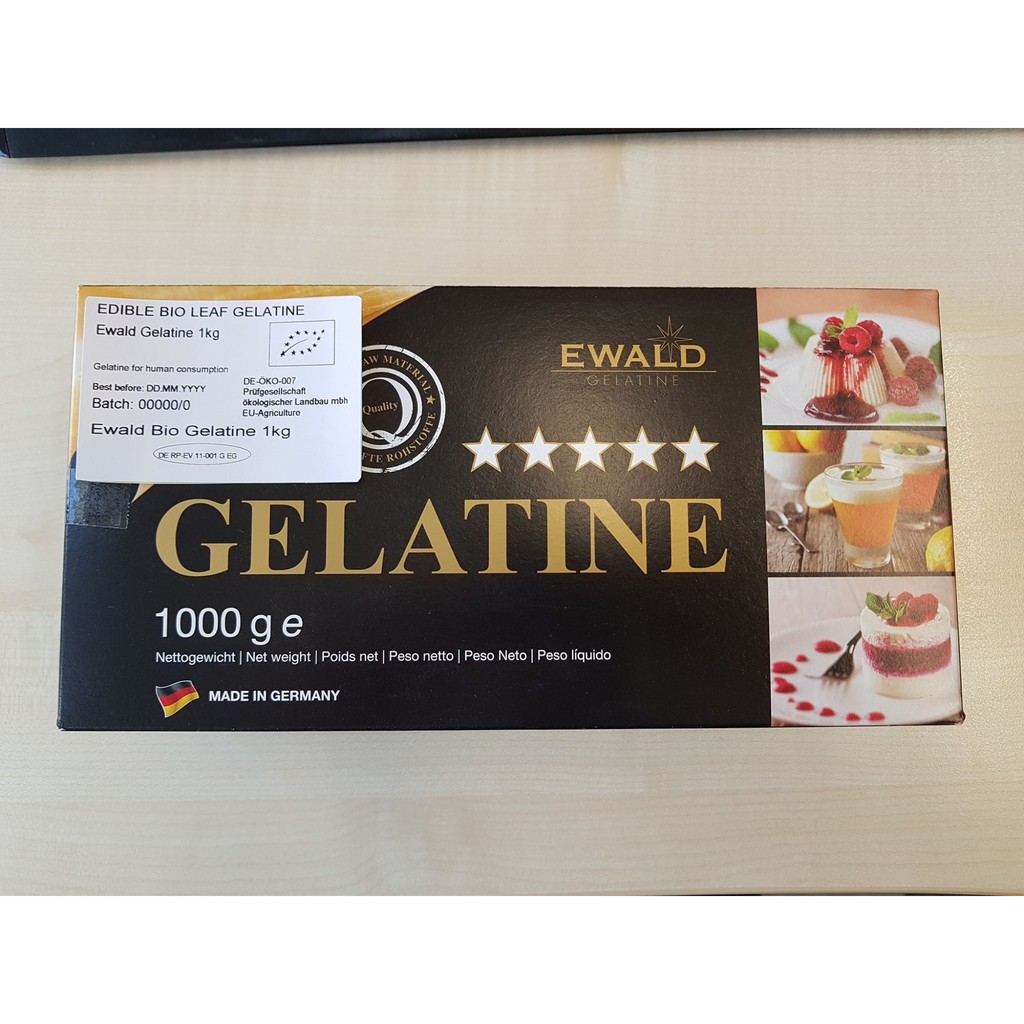 EDIBLE BIO LEAF GELATINE
Ewald Gelatine 1kg
Gelatine for human consumption
Best before: DD.MM.YYYY
Batch: 00000/0
DE-ÖKO-007
Prüfgesellschaft
ökologischer Landbau mbh
EU-Agriculture
Ewald Bio Gelatine 1kg
DE RP-EV 11-001 G EG
AW MATERIAL
Quality
FTE ROHSTOFFE
EWALD
GELATINE
GELATINE
1000 g e
Nettogewicht | Net weight | Poids net | Peso netto | Peso Neto | Peso líquido
MADE IN GERMANY